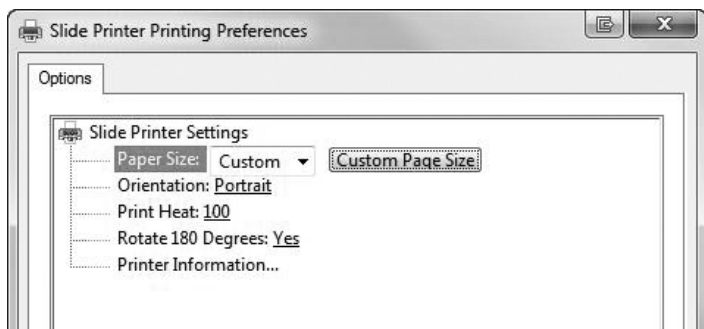 Slide Printer Printing Preferences
Options
Slide Printer Settings
Paper Size: Custom Custom Page Size
Orientation: Portrait
Print Heat: 100
Rotate 180 Degrees: Yes
Printer Information...